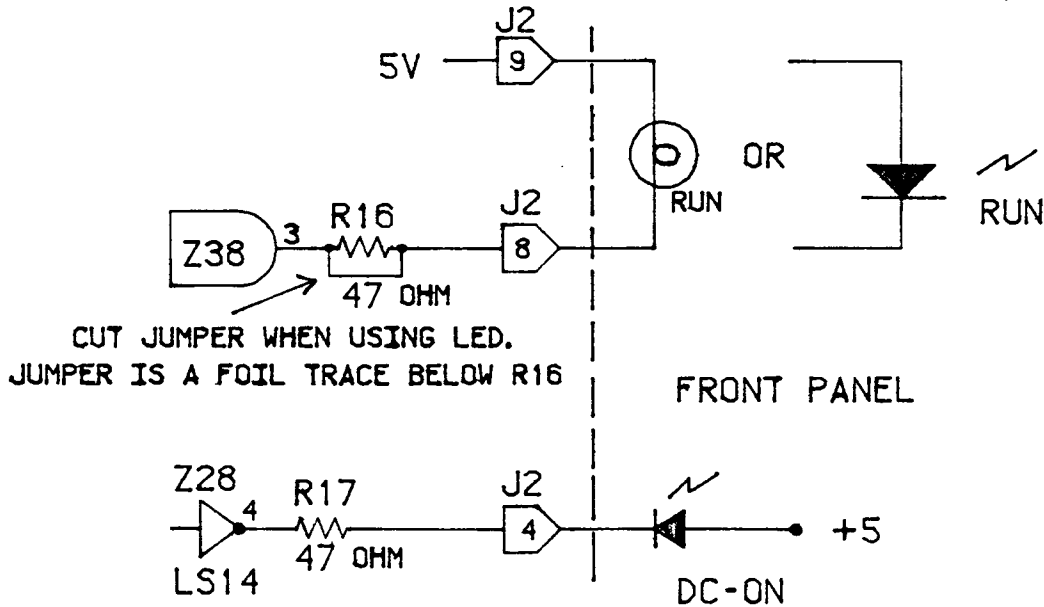 J2
5V
9
OR
RUN
RUN
R16
J2
Z38
3
8
47 OHM
CUT JUMPER WHEN USING LED.
JUMPER IS A FOIL TRACE BELOW R16
FRONT PANEL
Z28
4
R17
J2
4
+5
47 OHM
LS14
DC-ON